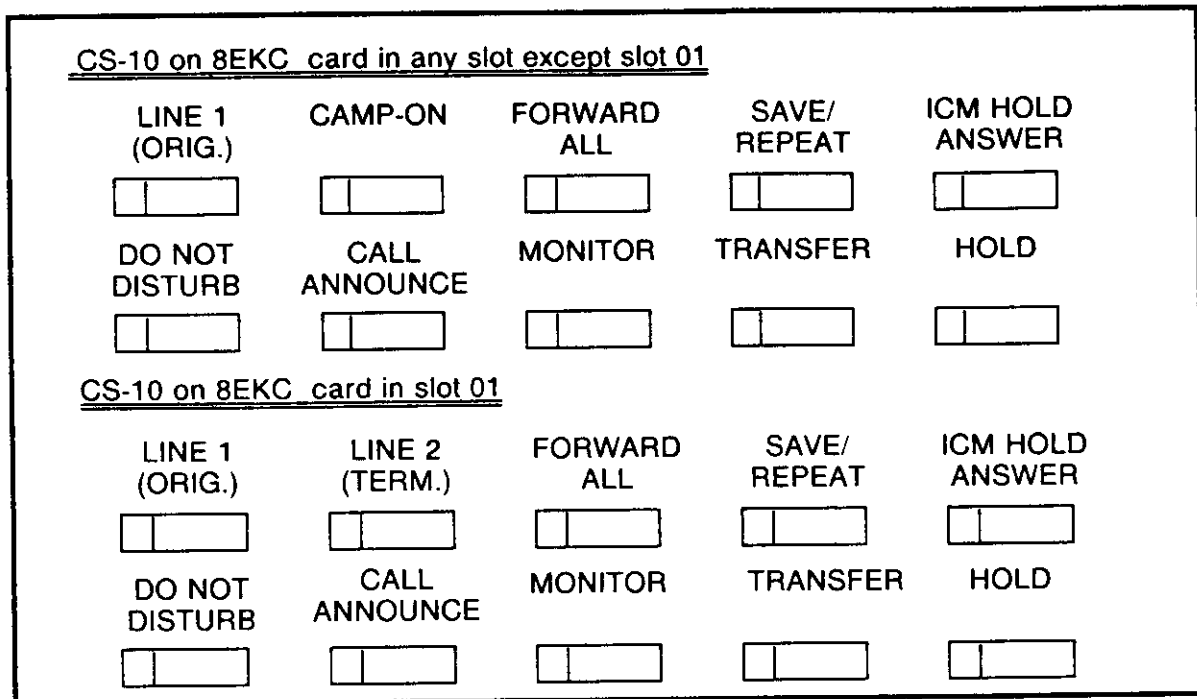 CS-10 on 8EKC card in any slot except slot 01
LINE 1 CAMP-ON FORWARD SAVE/ ICM HOLD
(ORIG.) ALL REPEAT ANSWER
DO NOT CALL MONITOR TRANSFER HOLD
DISTURB ANNOUNCE
CS-10 on 8EKC card in slot 01
LINE 1 LINE 2 FORWARD SAVE/ ICM HOLD
(ORIG.) (TERM.) ALL REPEAT ANSWER
DO NOT CALL MONITOR TRANSFER HOLD
DISTURB ANNOUNCE